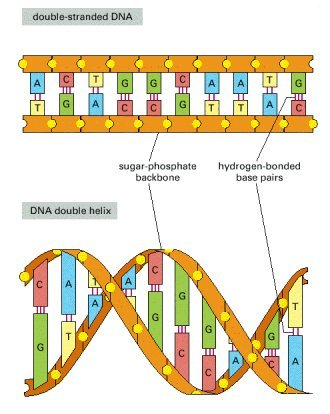 double-stranded DNA
A C T G G C A A T G
T G A C C G T T A C
sugar-phosphate backbone
hydrogen-bonded base pairs
DNA double helix
C A T A C G G G T
G T A G C C A C A